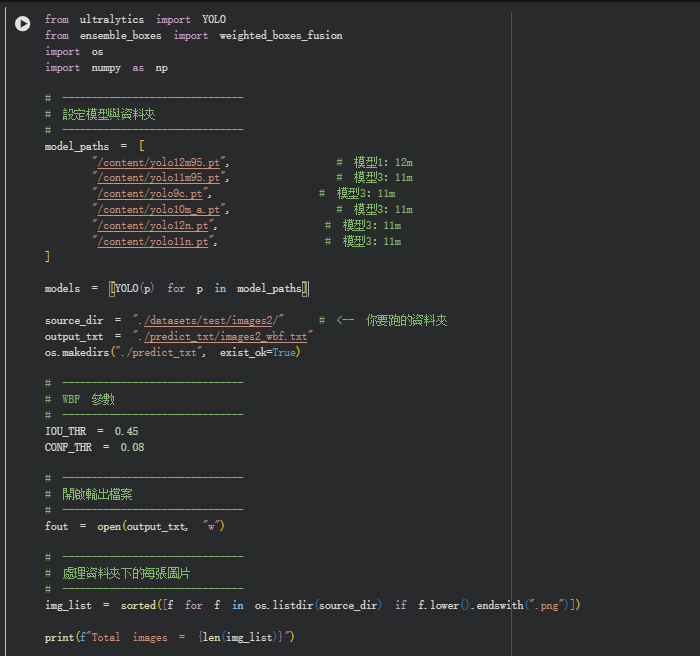 from ultralytics import YOLO
from ensemble_boxes import weighted_boxes_fusion
import os
import numpy as np
# ------------------------------
# 設定模型與資料夾
# ------------------------------
model_paths = [
"/content/yolo12m95.pt", # 模型1: 12m
"/content/yolo11m95.pt", # 模型3: 11m
"/content/yolo9c.pt", # 模型3: 11m
"/content/yolo10m_a.pt", # 模型3: 11m
"/content/yolo12n.pt", # 模型3: 11m
"/content/yolo11n.pt", # 模型3: 11m
]
models = [YOLO(p) for p in model_paths]
source_dir = "./datasets/test/images2/" # <-- 你要跑的資料夾
output_txt = "./predict_txt/images2_wbf.txt"
os.makedirs("./predict_txt", exist_ok=True)
# ------------------------------
# WBF 參數
# ------------------------------
IOU_THR = 0.45
CONF_THR = 0.08
# ------------------------------
# 開啟輸出檔案
# ------------------------------
fout = open(output_txt, "w")
# ------------------------------
# 處理資料夾下的每張圖片
# ------------------------------
img_list = sorted([f for f in os.listdir(source_dir) if f.lower().endswith(".png")])
print(f"Total images = {len(img_list)}")